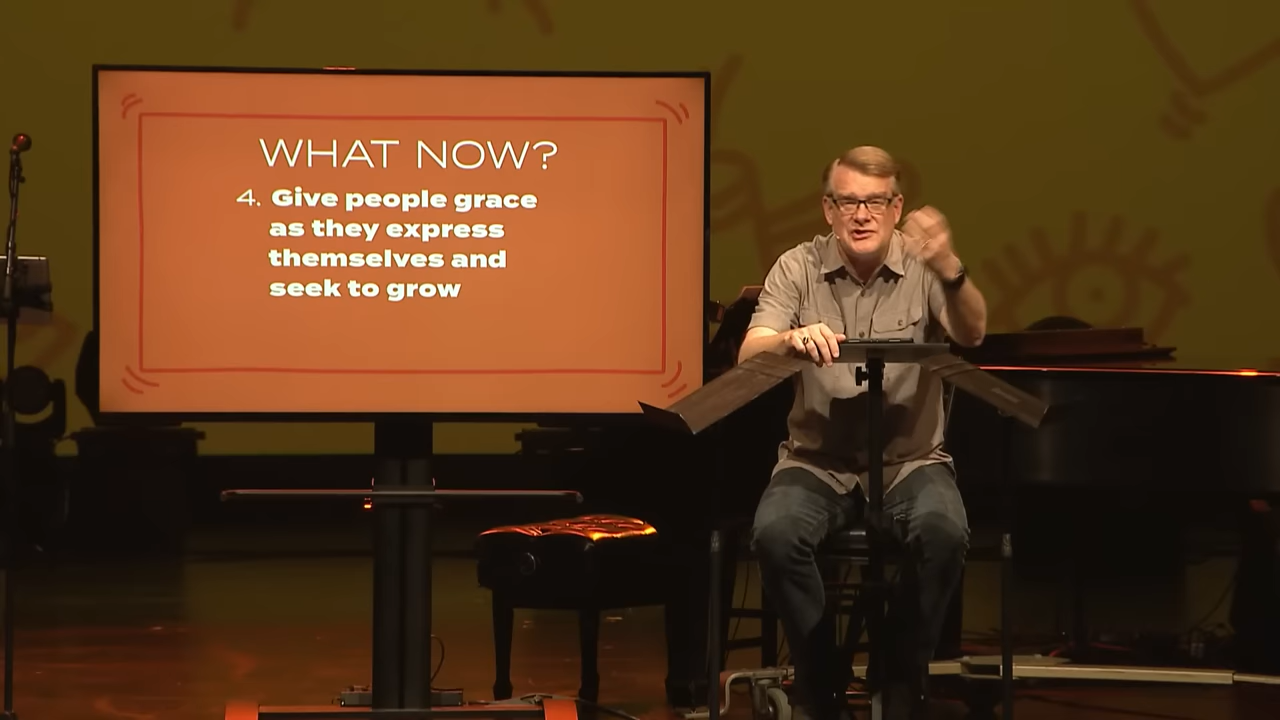 WHAT NOW?
4. Give people grace
as they express
themselves and
seek to grow